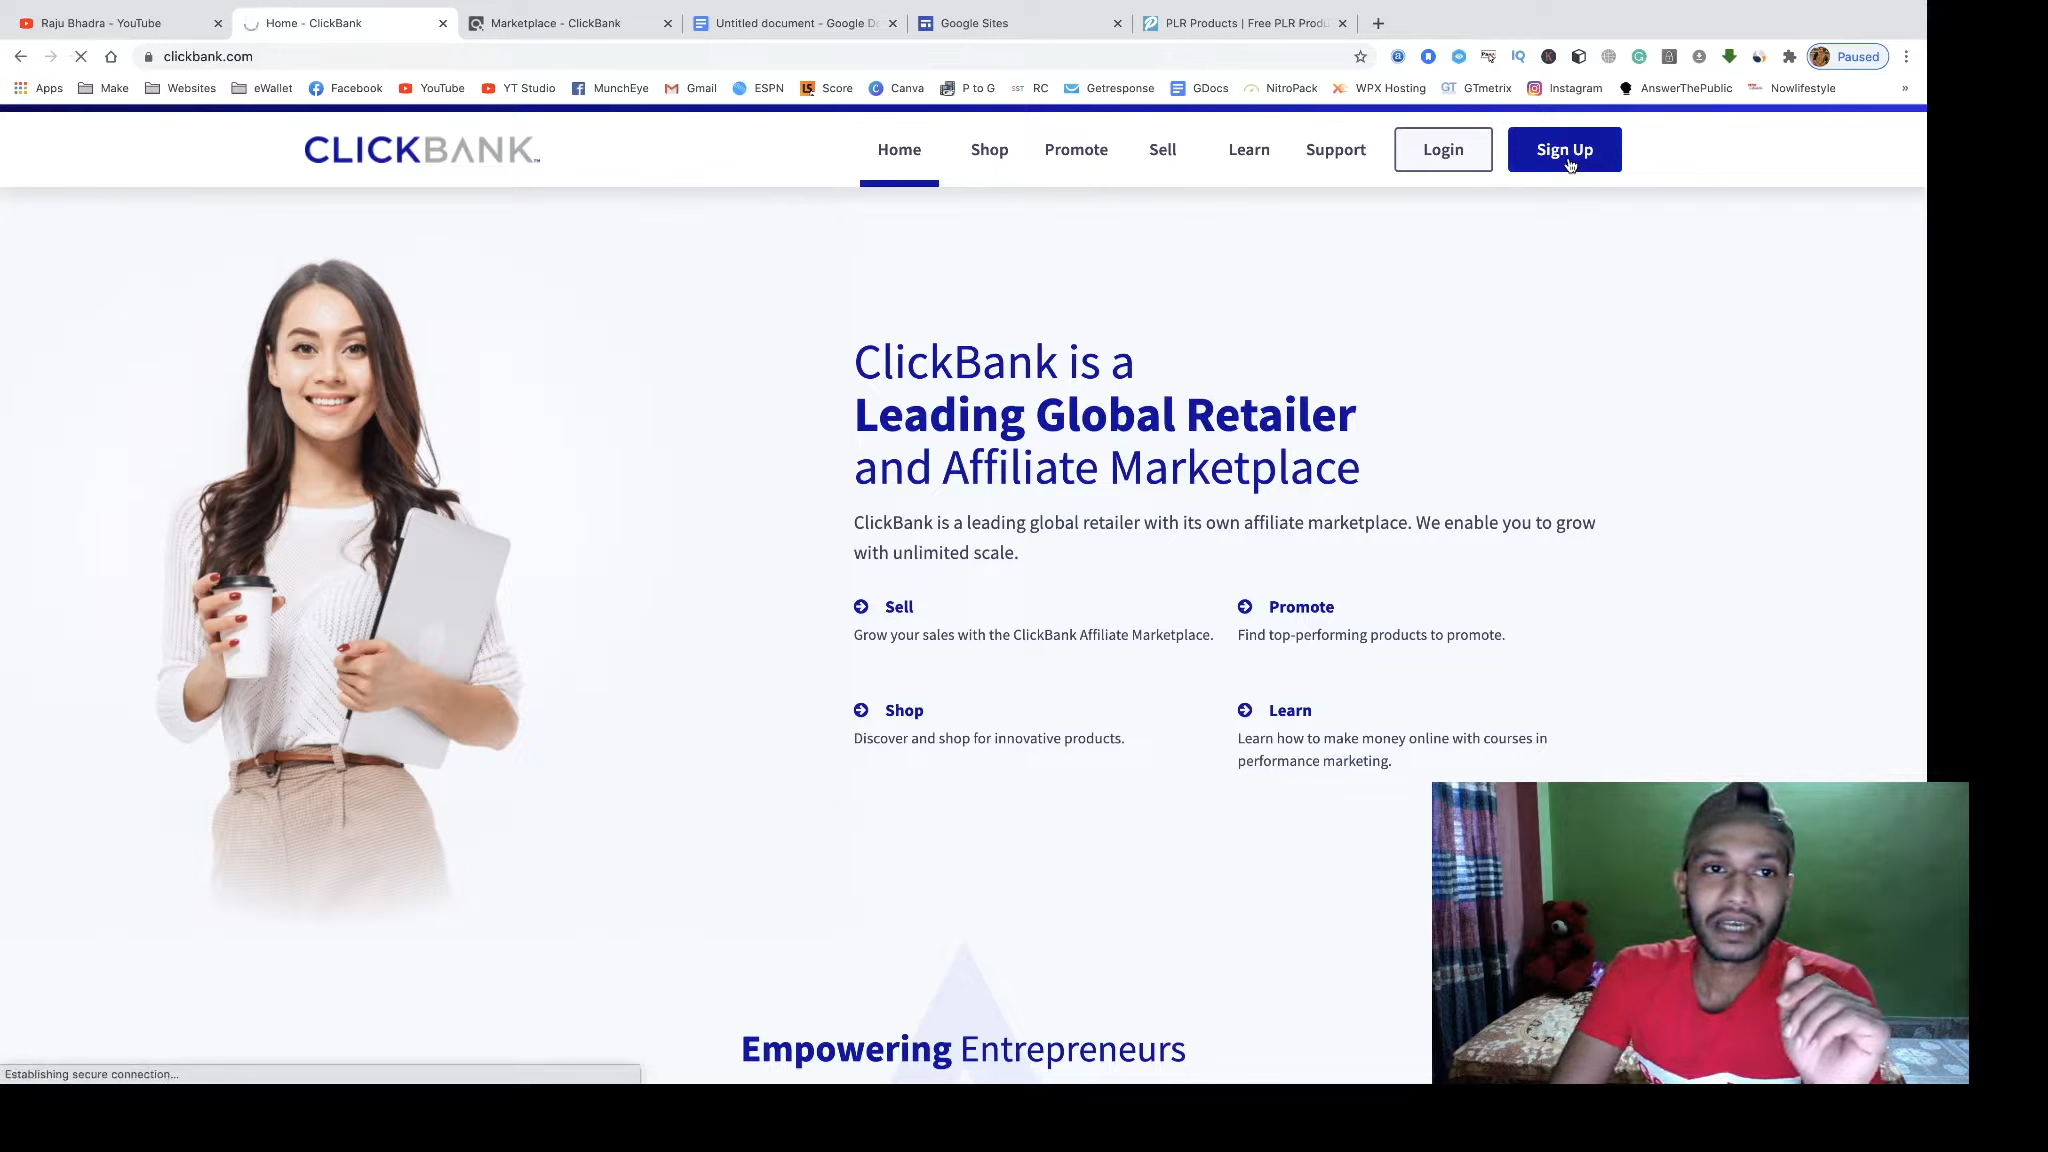 Raju Bhadra - YouTube
Home - ClickBank
Marketplace - ClickBank
Untitled document - Google Do
Google Sites
PLR Products | Free PLR Produ
clickbank.com
Paused
Apps
Make
Websites
eWallet
Facebook
YouTube
YT Studio
MunchEye
Gmail
ESPN
Score
Canva
P to G
SST
RC
Getresponse
GDocs
NitroPack
WPX Hosting
GT
GTmetrix
Instagram
AnswerThePublic
Nowlifestyle
»
CLICKBANK
Home
Shop
Promote
Sell
Learn
Support
Login
Sign Up
ClickBank is a
Leading Global Retailer
and Affiliate Marketplace
ClickBank is a leading global retailer with its own affiliate marketplace. We enable you to grow
with unlimited scale.
Sell
Grow your sales with the ClickBank Affiliate Marketplace.
Promote
Find top-performing products to promote.
Shop
Discover and shop for innovative products.
Learn
Learn how to make money online with courses in
performance marketing.
Empowering Entrepreneurs
Establishing secure connection...